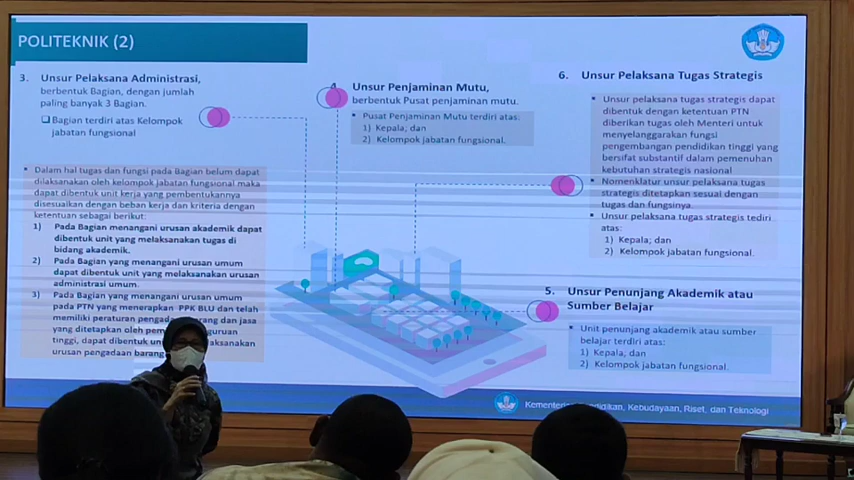 POLITEKNIK (2)
3. Unsur Pelaksana Administrasi,
berbentuk Bagian, dengan jumlah
paling banyak 3 Bagian.
❑ Bagian terdiri atas Kelompok
jabatan fungsional
▪ Dalam hal tugas dan fungsi pada Bagian belum dapat
dilaksanakan oleh kelompok jabatan fungsional maka
dapat dibentuk unit kerja yang pembentukannya
disesuaikan dengan beban kerja dan kriteria dengan
ketentuan sebagai berikut:
1) Pada Bagian menangani urusan akademik dapat
dibentuk unit yang melaksanakan tugas di
bidang akademik.
2) Pada Bagian yang menangani urusan umum
dapat dibentuk unit yang melaksanakan urusan
administrasi umum.
3) Pada Bagian yang menangani urusan umum
pada PTN yang menerapkan PPK BLU dan telah
memiliki peraturan dan jasa
yang ditetapkan oleh
tinggi, dapat dibentuk
urusan pengadaan
4. Unsur Penjaminan Mutu,
berbentuk Pusat penjaminan mutu.
▪ Pusat Penjaminan Mutu terdiri atas:
1) Kepala; dan
2) Kelompok jabatan fungsional.
6. Unsur Pelaksana Tugas Strategis
▪ Unsur pelaksana tugas strategis dapat
dibentuk dengan ketentuan PTN
diberikan tugas oleh Menteri untuk
menyelanggarakan fungsi
pengembangan pendidikan tinggi yang
bersifat substantif dalam pemenuhan
kebutuhan strategis nasional
▪ Nomenklatur unsur pelaksana tugas
strategis ditetapkan sesuai dengan
tugas dan fungsinya.
▪ Unsur pelaksana tugas strategis tediri
atas:
1) Kepala; dan
2) Kelompok jabatan fungsional.
5. Unsur Penunjang Akademik atau
Sumber Belajar
▪ Unit penunjang akademik atau sumber
belajar terdiri atas:
1) Kepala; dan
2) Kelompok jabatan fungsional.
Kementerian Pendidikan, Kebudayaan, Riset, dan Teknologi